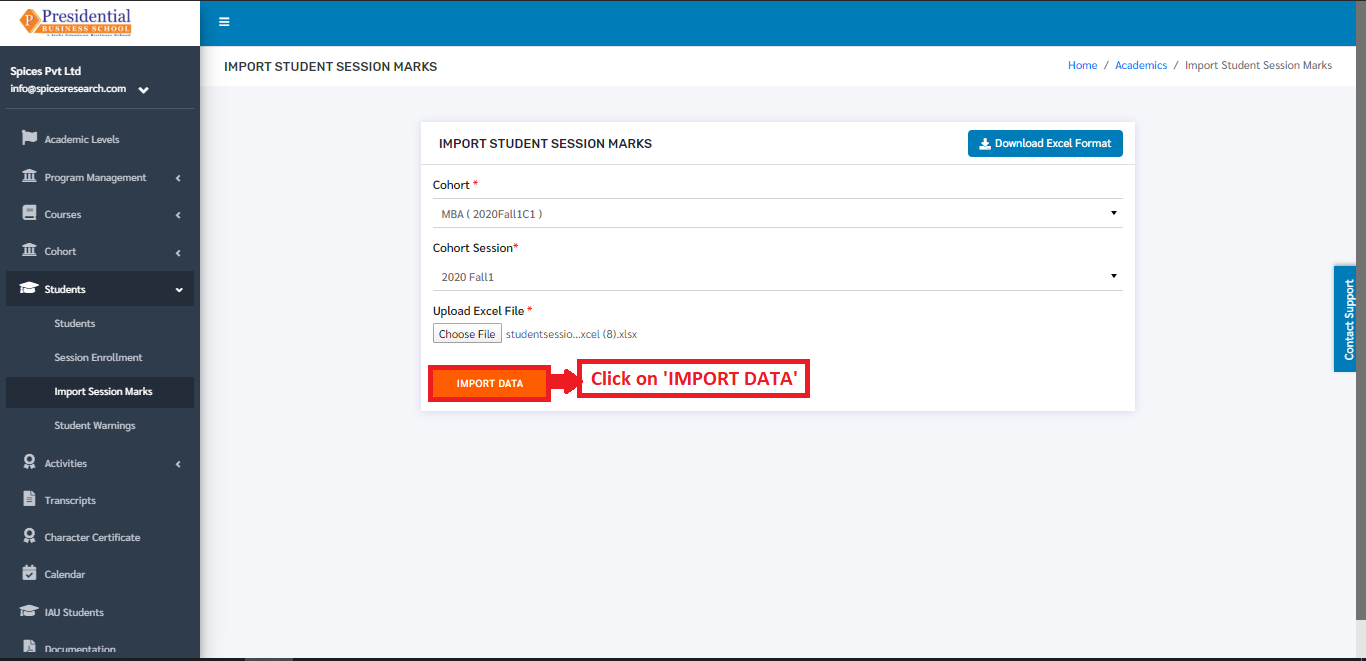 Presidential
BUSINESS SCHOOL
Spices Pvt Ltd
info@spicesresearch.com
Academic Levels
Program Management
Courses
Cohort
Students
Students
Session Enrollment
Import Session Marks
Student Warnings
Activities
Transcripts
Character Certificate
Calendar
IAU Students
Documentation
IMPORT STUDENT SESSION MARKS
Home / Academics / Import Student Session Marks
IMPORT STUDENT SESSION MARKS
Download Excel Format
Cohort *
MBA ( 2020Fall1C1 )
Cohort Session*
2020 Fall1
Upload Excel File *
Choose File studentsessio...xcel (8).xlsx
IMPORT DATA
Click on 'IMPORT DATA'
Contact Support